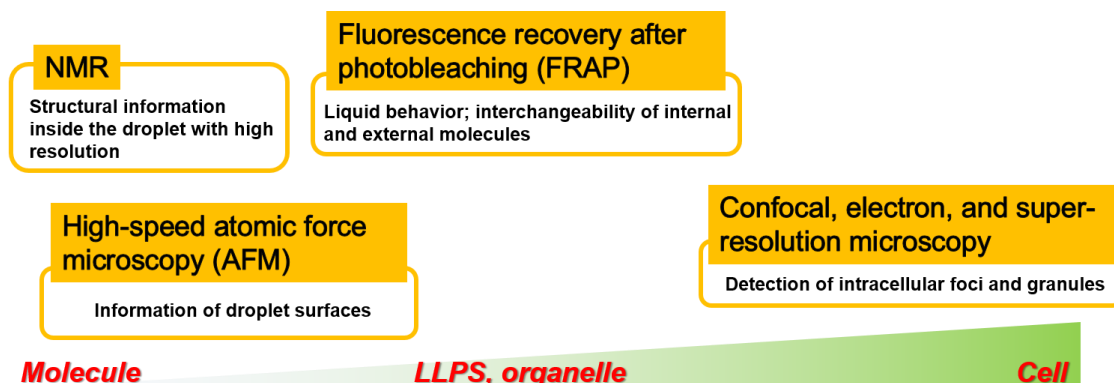 NMR
Structural information
inside the droplet with high
resolution
Fluorescence recovery after
photobleaching (FRAP)
Liquid behavior; interchangeability of internal
and external molecules
High-speed atomic force
microscopy (AFM)
Information of droplet surfaces
Confocal, electron, and super-
resolution microscopy
Detection of intracellular foci and granules
Molecule
LLPS, organelle
Cell